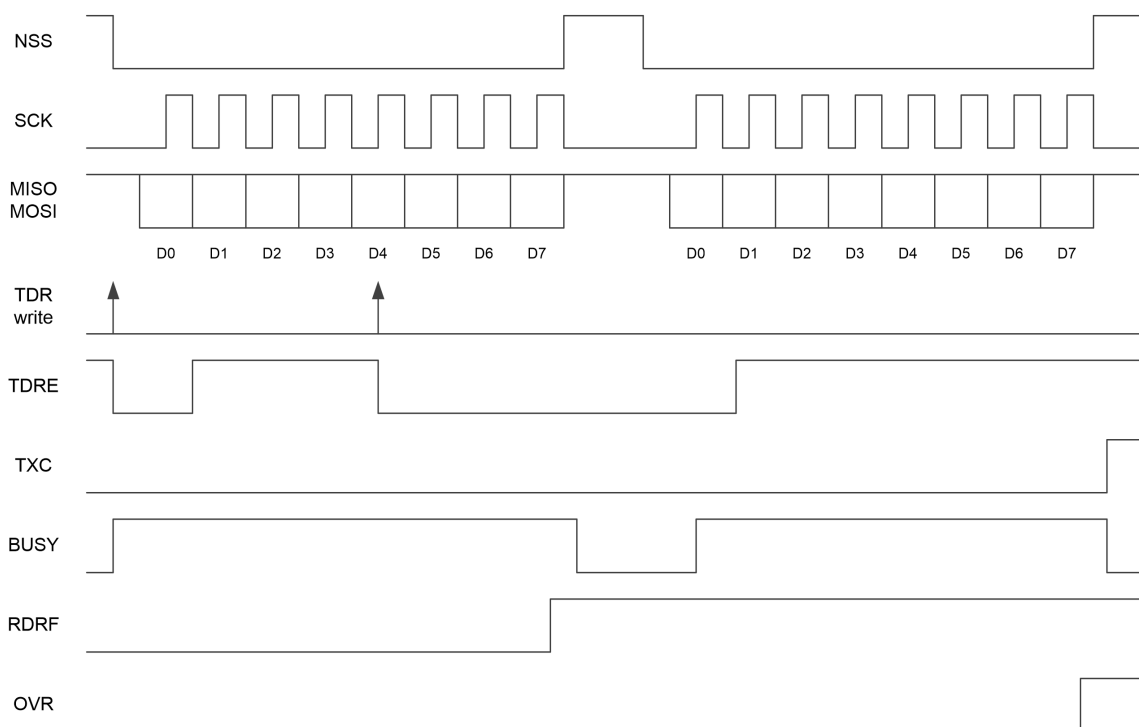 NSS
SCK
MISO
MOSI
D0 D1 D2 D3 D4 D5 D6 D7 D0 D1 D2 D3 D4 D5 D6 D7
TDR
write
TDRE
TXC
BUSY
RDRF
OVR